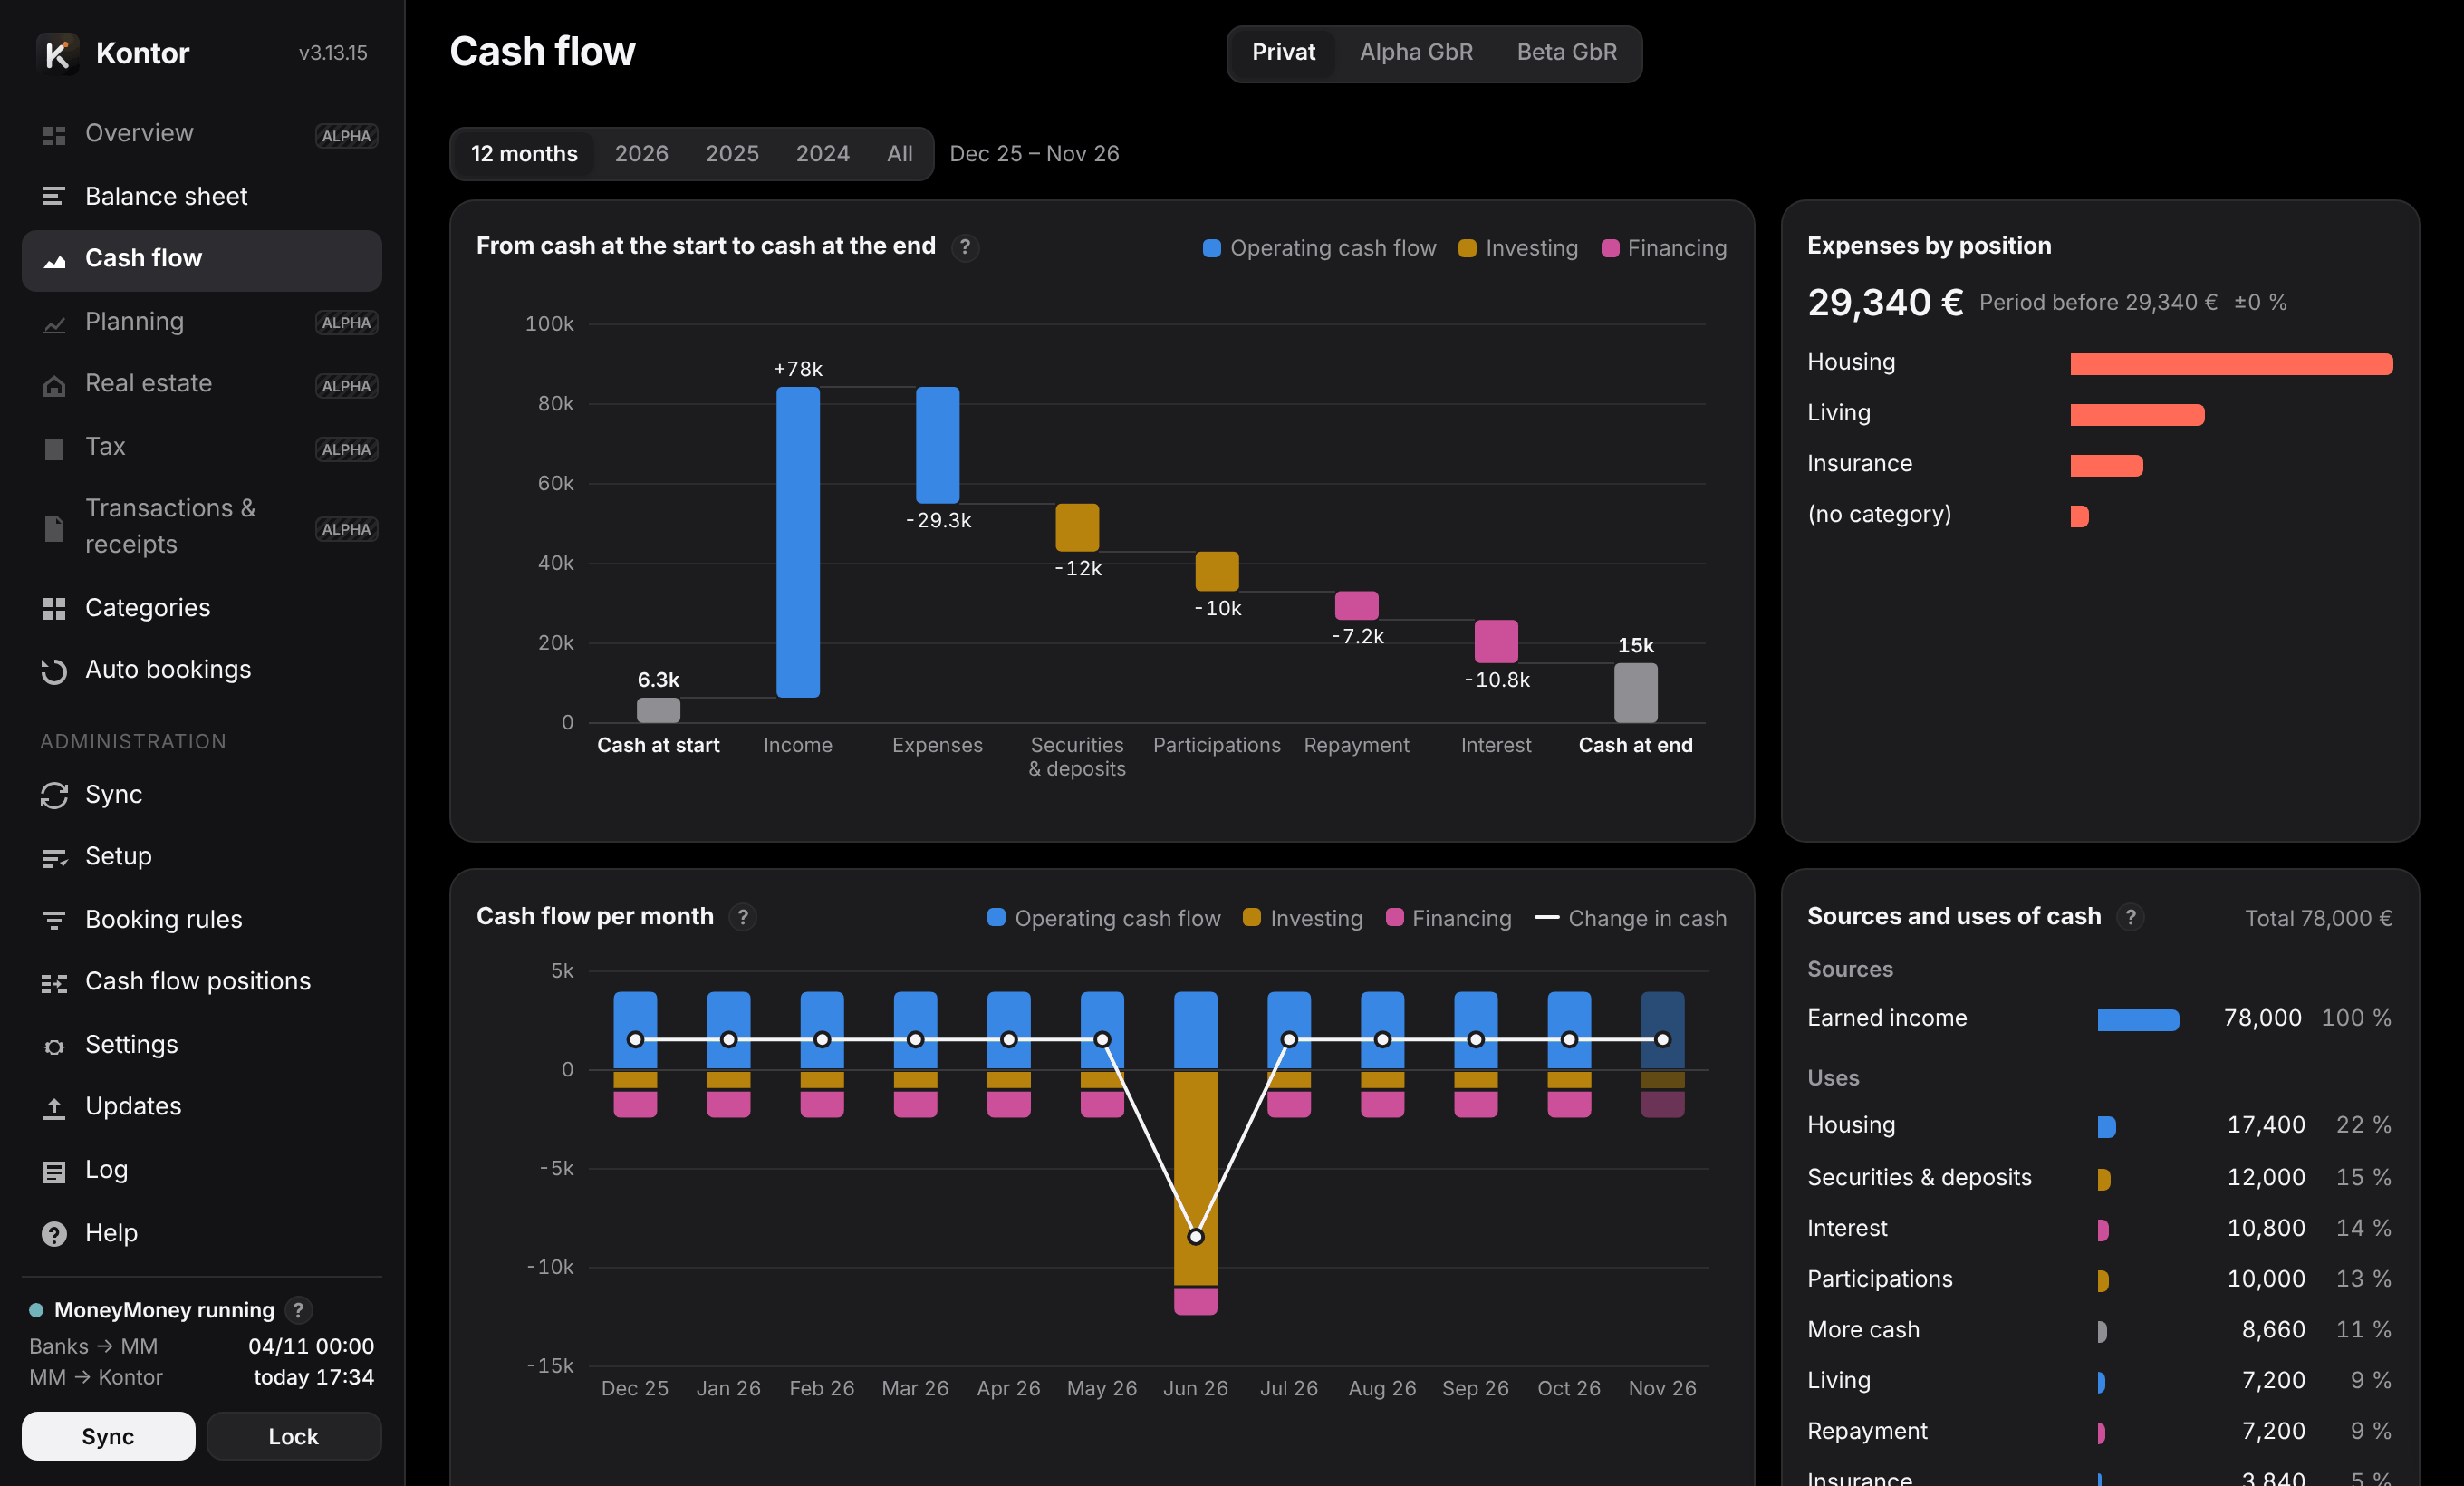 Kontor
v3.13.15
Overview ALPHA
Balance sheet
Cash flow
Planning ALPHA
Real estate ALPHA
Tax ALPHA
Transactions &
receipts ALPHA
Categories
Auto bookings
ADMINISTRATION
Sync
Setup
Booking rules
Cash flow positions
Settings
Updates
Log
Help
MoneyMoney running ?
Banks → MM 04/11 00:00
MM → Kontor today 17:34
Sync Lock
Cash flow
Privat Alpha GbR Beta GbR
12 months 2026 2025 2024 All Dec 25 – Nov 26
From cash at the start to cash at the end ?
Operating cash flow Investing Financing
100k
80k
60k
40k
20k
0
6.3k
+78k
-29.3k
-12k
-10k
-7.2k
-10.8k
15k
Cash at start Income Expenses Securities
& deposits Participations Repayment Interest Cash at end
Expenses by position
29,340 € Period before 29,340 € ±0 %
Housing
Living
Insurance
(no category)
Cash flow per month ?
Operating cash flow Investing Financing Change in cash
5k
0
-5k
-10k
-15k
Dec 25 Jan 26 Feb 26 Mar 26 Apr 26 May 26 Jun 26 Jul 26 Aug 26 Sep 26 Oct 26 Nov 26
Sources and uses of cash ? Total 78,000 €
Sources
Earned income 78,000 100 %
Uses
Housing 17,400 22 %
Securities & deposits 12,000 15 %
Interest 10,800 14 %
Participations 10,000 13 %
More cash 8,660 11 %
Living 7,200 9 %
Repayment 7,200 9 %
Insurance 3,840 5 %